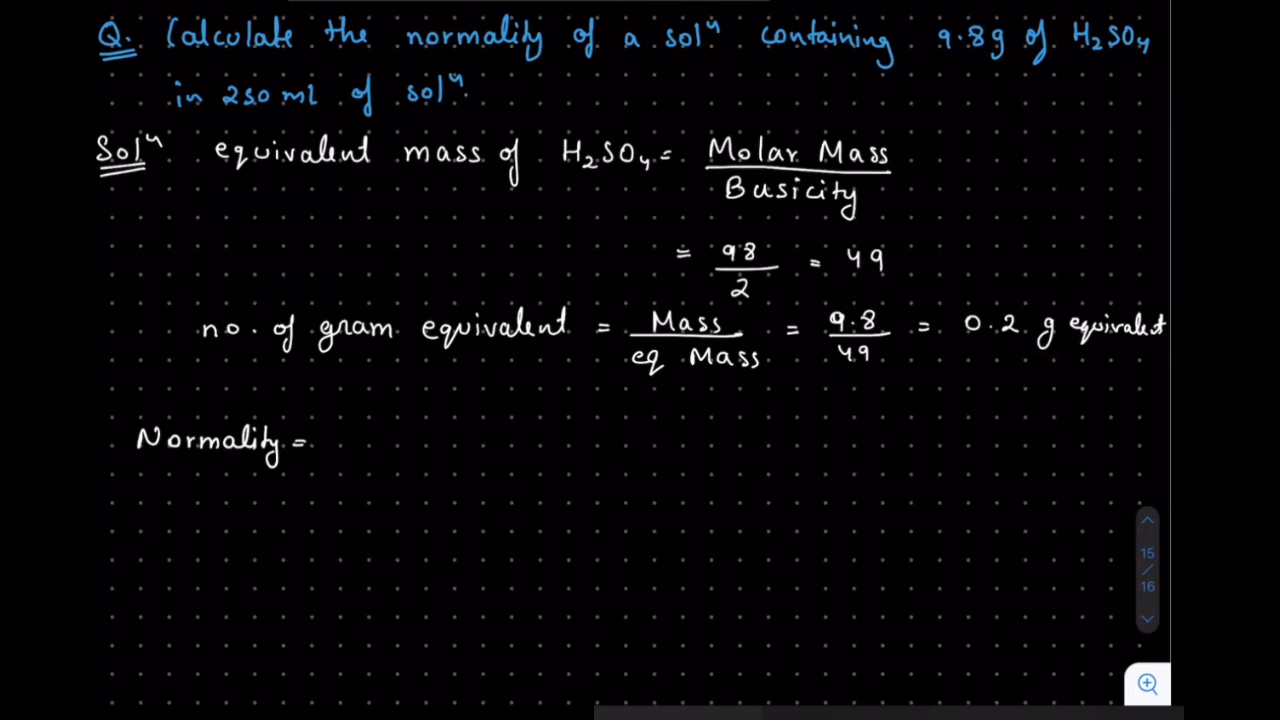 Q. Calculate the normality of a solⁿ containing 9.8g of H₂SO₄
in 250 ml of solⁿ.
Solⁿ equivalent mass of H₂SO₄ = Molar Mass
Basicity
= 98 = 49
2
no. of gram equivalent = Mass = 9.8 = 0.2 g equivalent
eq Mass 49
Normality =
15
/
16